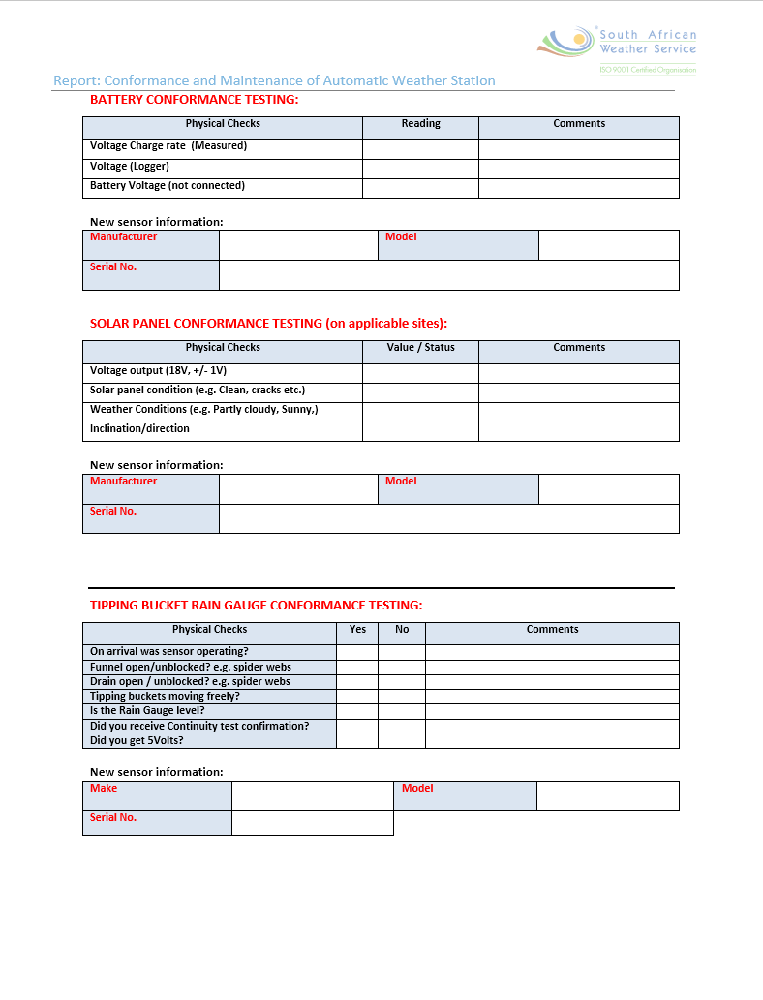 South African
Weather Service
ISO 9001 Certified Organisation
Report: Conformance and Maintenance of Automatic Weather Station
BATTERY CONFORMANCE TESTING:
Physical Checks Reading Comments
Voltage Charge rate (Measured)
Voltage (Logger)
Battery Voltage (not connected)
New sensor information:
Manufacturer Model
Serial No.
SOLAR PANEL CONFORMANCE TESTING (on applicable sites):
Physical Checks Value / Status Comments
Voltage output (18V, +/- 1V)
Solar panel condition (e.g. Clean, cracks etc.)
Weather Conditions (e.g. Partly cloudy, Sunny,)
Inclination/direction
New sensor information:
Manufacturer Model
Serial No.
TIPPING BUCKET RAIN GAUGE CONFORMANCE TESTING:
Physical Checks Yes No Comments
On arrival was sensor operating?
Funnel open/unblocked? e.g. spider webs
Drain open / unblocked? e.g. spider webs
Tipping buckets moving freely?
Is the Rain Gauge level?
Did you receive Continuity test confirmation?
Did you get 5Volts?
New sensor information:
Make Model
Serial No.